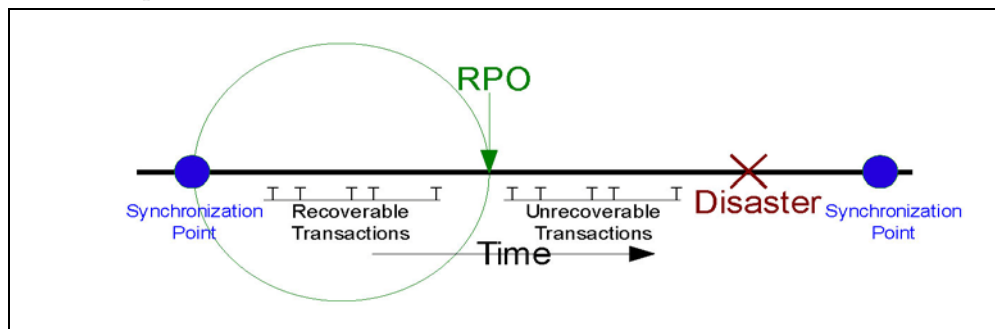 RPO
Synchronization
Point
Recoverable
Transactions
Unrecoverable
Transactions
Disaster
Synchronization
Point
Time